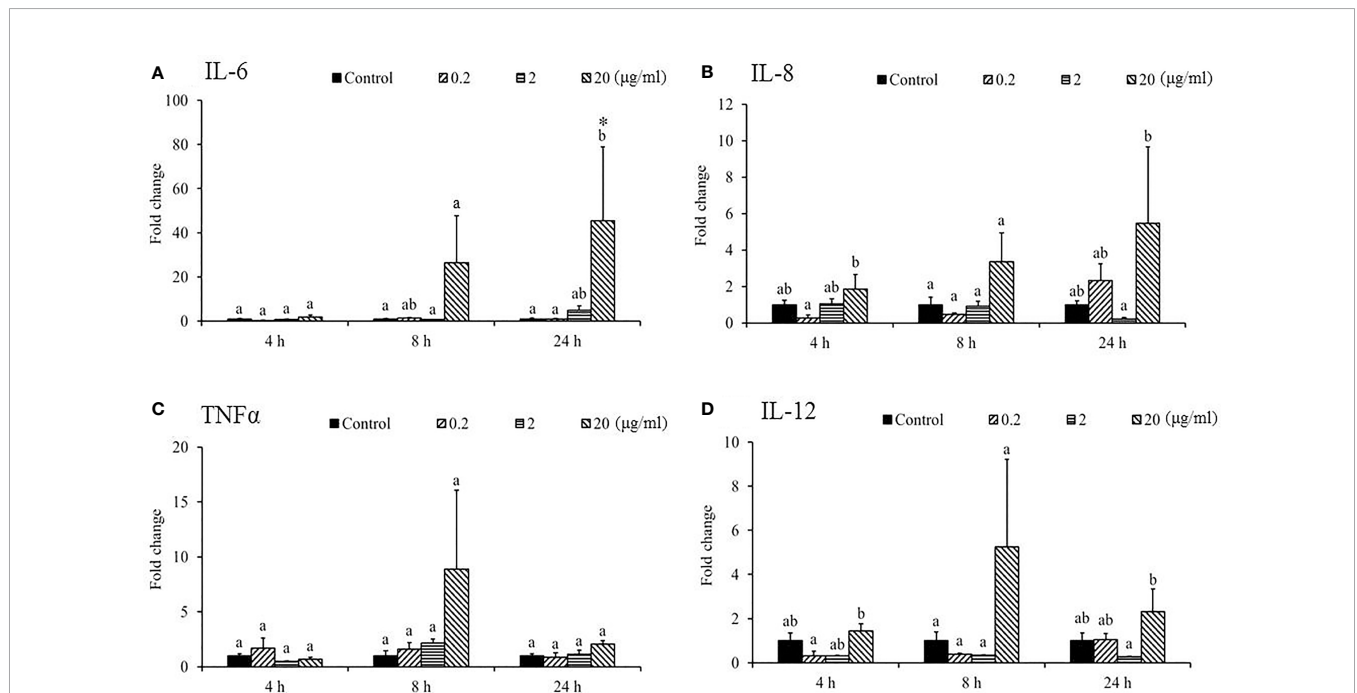 A IL-6
Control 0.2 2 20 (μg/ml)
Fold change
100
80
60
40
20
0
a a a a
a ab a a
a a ab b *
4 h 8 h 24 h
B IL-8
Control 0.2 2 20 (μg/ml)
Fold change
12
10
8
6
4
2
0
ab a ab b
a a a a
ab ab a b
4 h 8 h 24 h
C TNFα
Control 0.2 2 20 (μg/ml)
Fold change
20
15
10
5
0
a a a a
a a a a
a a a a
4 h 8 h 24 h
D IL-12
Control 0.2 2 20 (μg/ml)
Fold change
10
8
6
4
2
0
ab a ab b
a a a a
ab ab a b
4 h 8 h 24 h